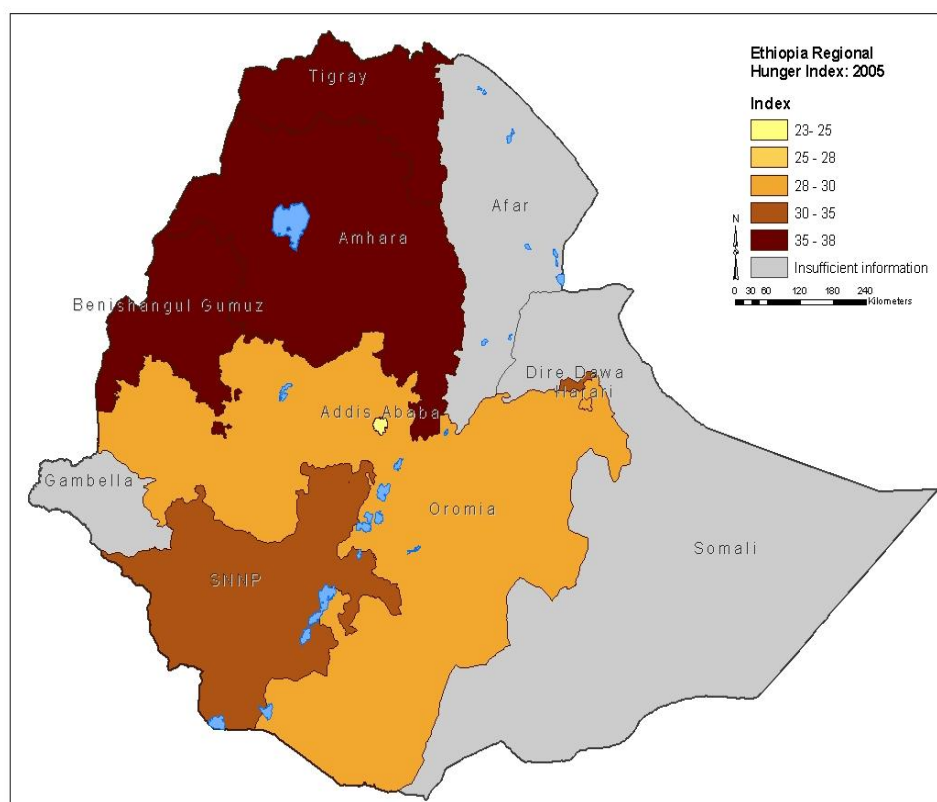 Ethiopia Regional
Hunger Index: 2005
Index
23- 25
25 - 28
28 - 30
30 - 35
35 - 38
Insufficient information
N
0 30 60 120 180 240
Kilometers
Tigray
Afar
Amhara
Benishangul Gumuz
Dire Dawa
Harari
Addis Ababa
Gambella
Oromia
Somali
SNNP